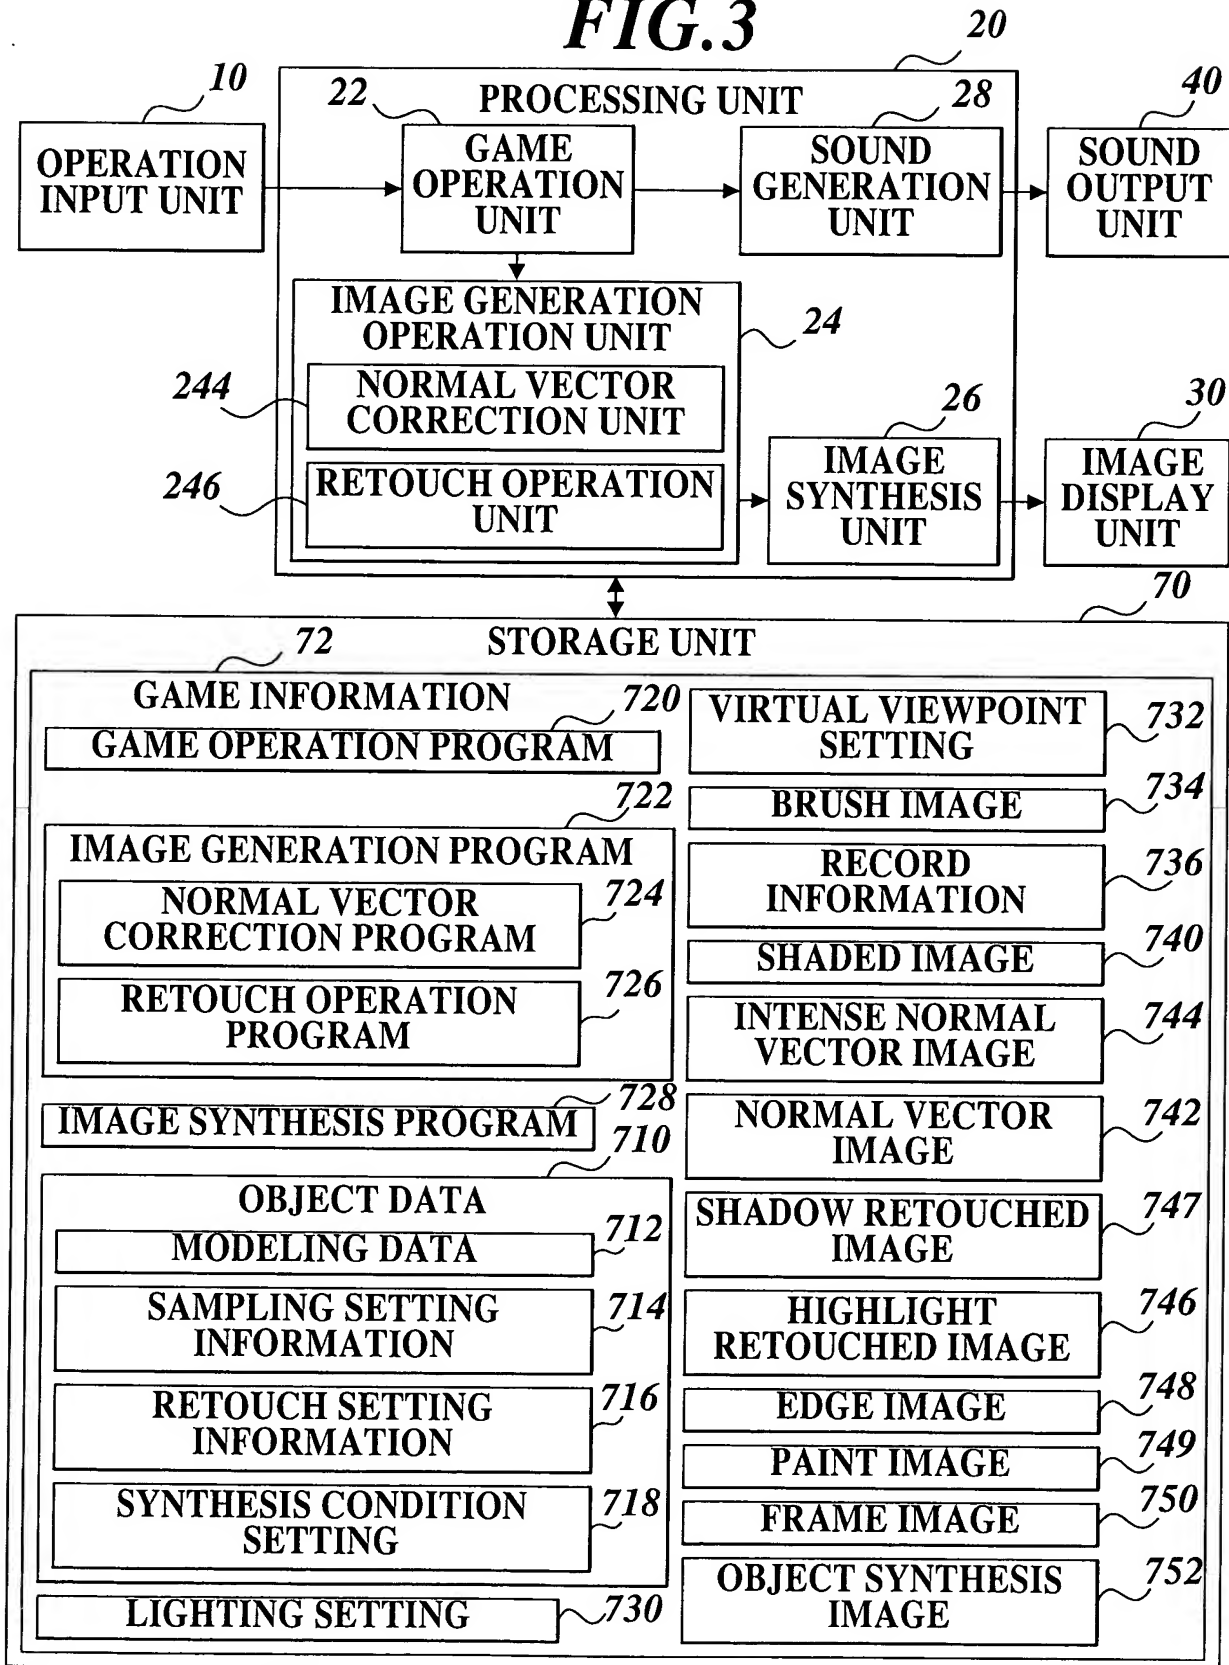 FIG.3
20
PROCESSING UNIT
10
OPERATION
INPUT UNIT
22
GAME
OPERATION
UNIT
28
SOUND
GENERATION
UNIT
40
SOUND
OUTPUT
UNIT
IMAGE GENERATION
OPERATION UNIT
24
244
NORMAL VECTOR
CORRECTION UNIT
246
RETOUCH OPERATION
UNIT
26
IMAGE
SYNTHESIS
UNIT
30
IMAGE
DISPLAY
UNIT
70
STORAGE UNIT
72
GAME INFORMATION
720
GAME OPERATION PROGRAM
722
IMAGE GENERATION PROGRAM
NORMAL VECTOR
CORRECTION PROGRAM
724
RETOUCH OPERATION
PROGRAM
726
728
IMAGE SYNTHESIS PROGRAM
710
OBJECT DATA
MODELING DATA
712
SAMPLING SETTING
INFORMATION
714
RETOUCH SETTING
INFORMATION
716
SYNTHESIS CONDITION
SETTING
718
LIGHTING SETTING
730
VIRTUAL VIEWPOINT
SETTING
732
BRUSH IMAGE
734
RECORD
INFORMATION
736
SHADED IMAGE
740
INTENSE NORMAL
VECTOR IMAGE
744
NORMAL VECTOR
IMAGE
742
SHADOW RETOUCHED
IMAGE
747
HIGHLIGHT
RETOUCHED IMAGE
746
EDGE IMAGE
748
PAINT IMAGE
749
FRAME IMAGE
750
OBJECT SYNTHESIS
IMAGE
752